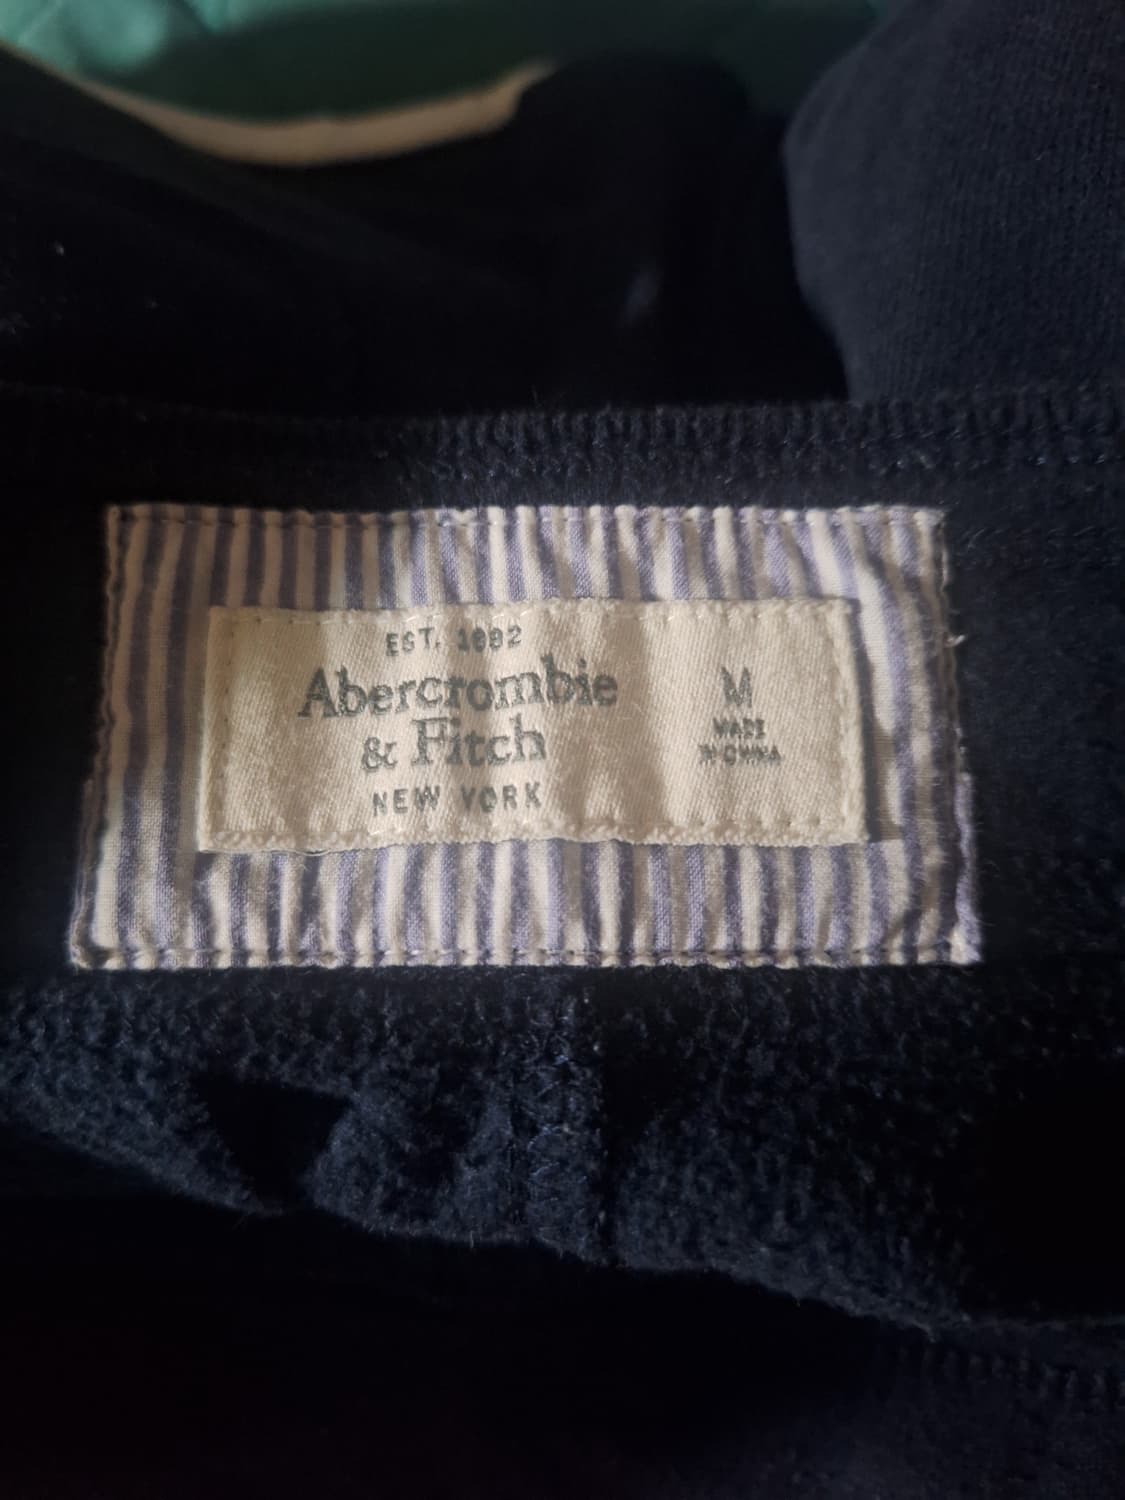 EST. 1892
Abercrombie
& Fitch
NEW YORK
M
MADE
IN CHINA